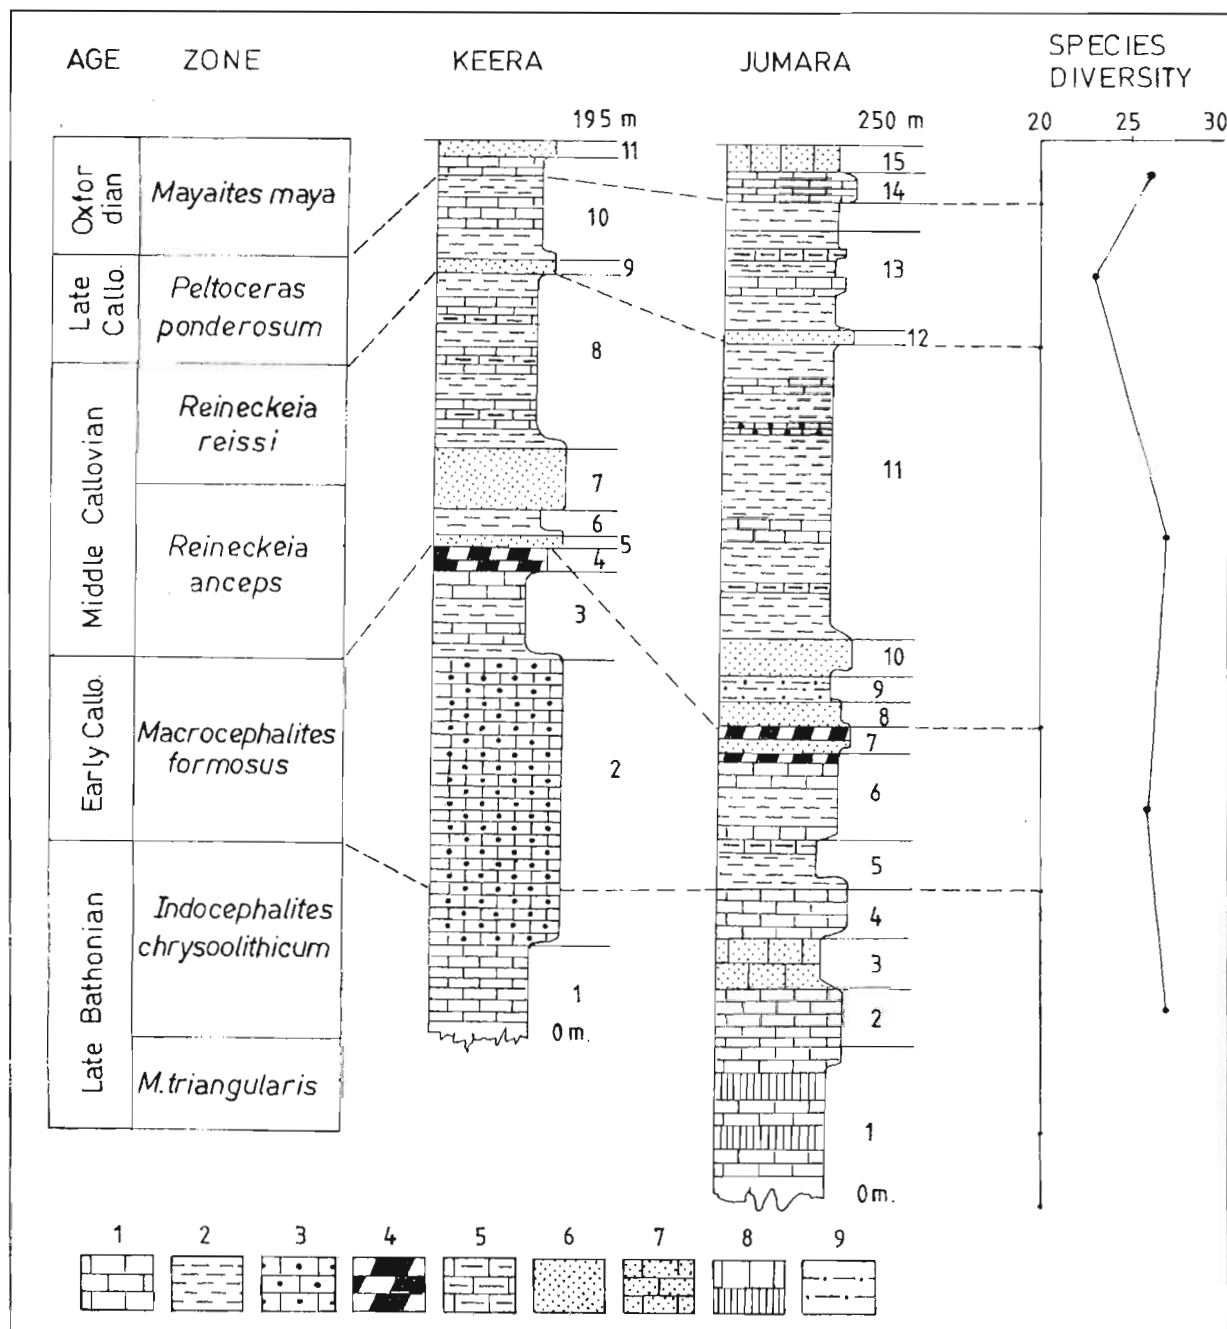 AGE
ZONE
KEERA
JUMARA
SPECIES
DIVERSITY
195 m
250 m
20
25
30
Oxfor
dian
Mayaites maya
Late
Callo.
Peltoceras
ponderosum
Middle Callovian
Reineckeia
reissi
Reineckeia
anceps
Early Callo.
Macrocephalites
formosus
Late Bathonian
Indocephalites
chrysoolithicum
M.triangularis
11
10
9
8
7
6
5
4
3
2
1
0m.
15
14
13
12
11
10
9
8
7
6
5
4
3
2
1
0m.
1 2 3 4 5 6 7 8 9